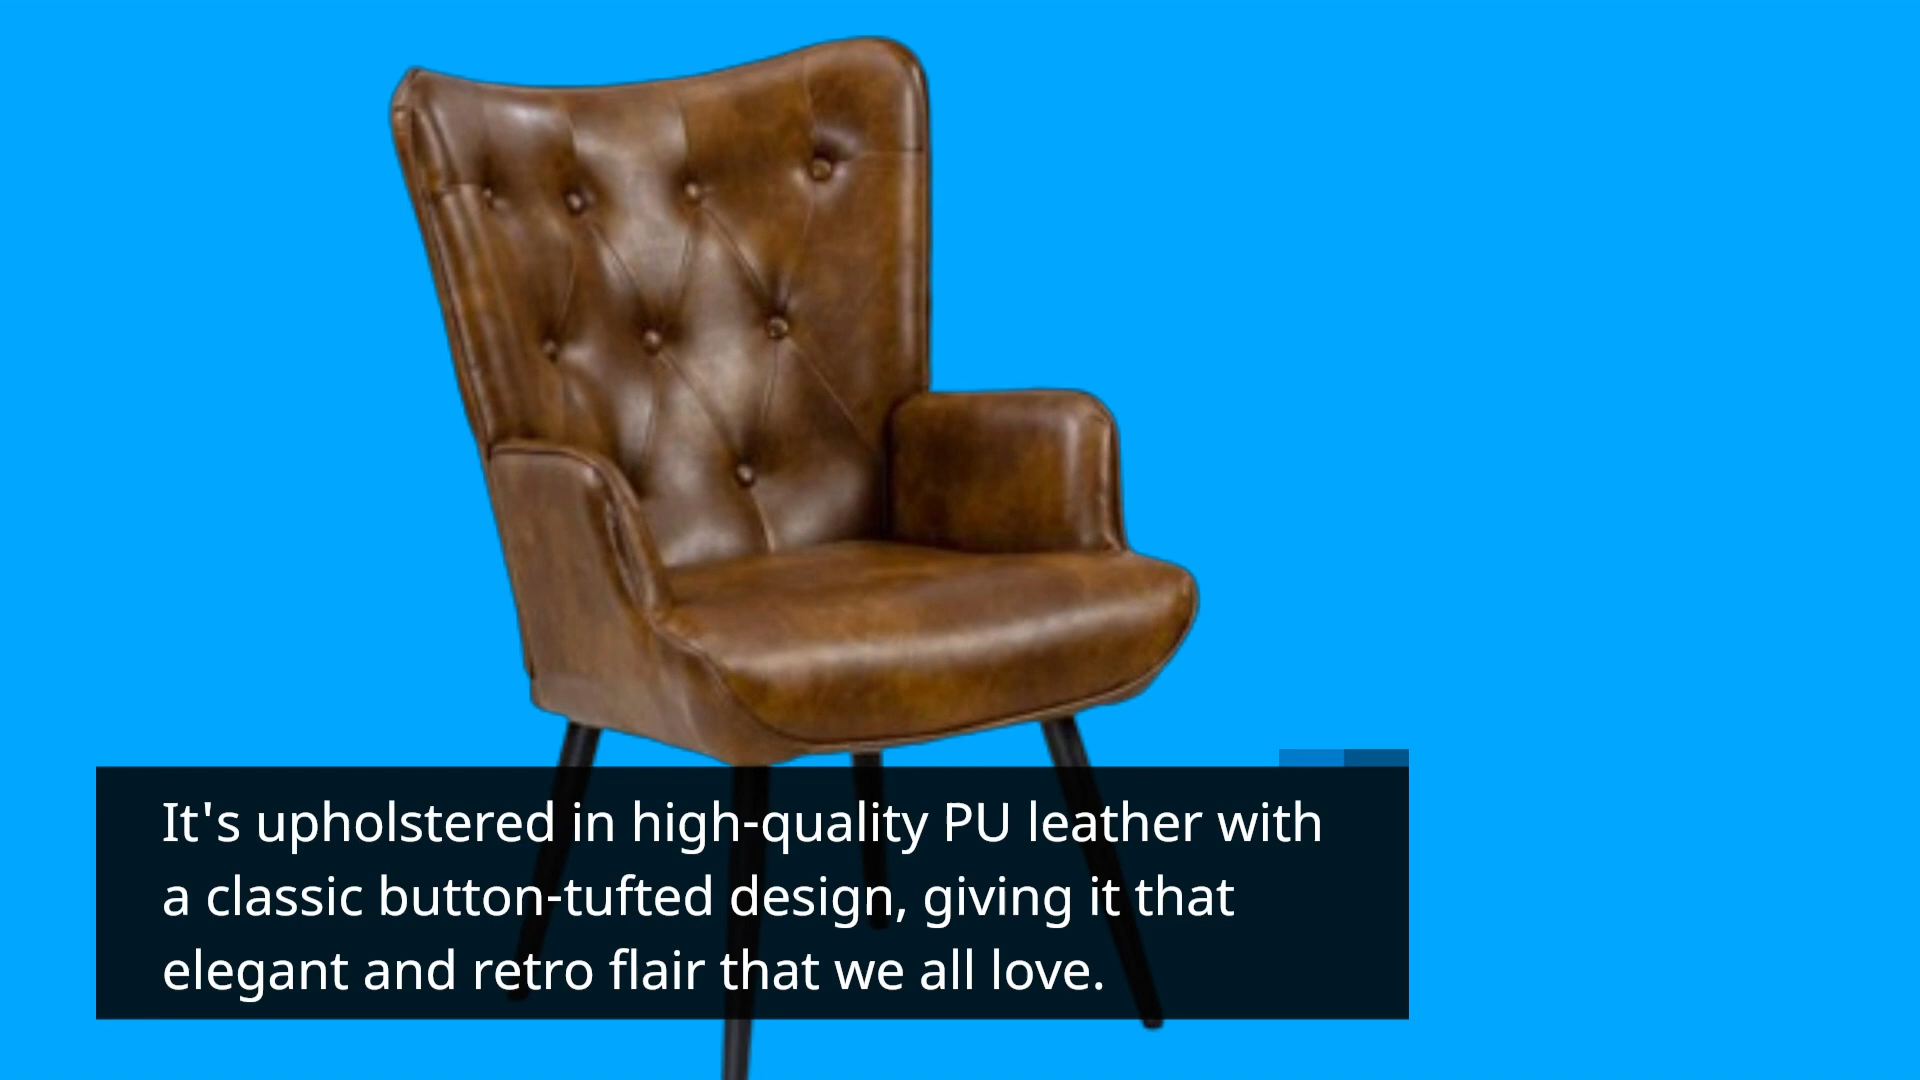 It's upholstered in high-quality PU leather with
a classic button-tufted design, giving it that
elegant and retro flair that we all love.